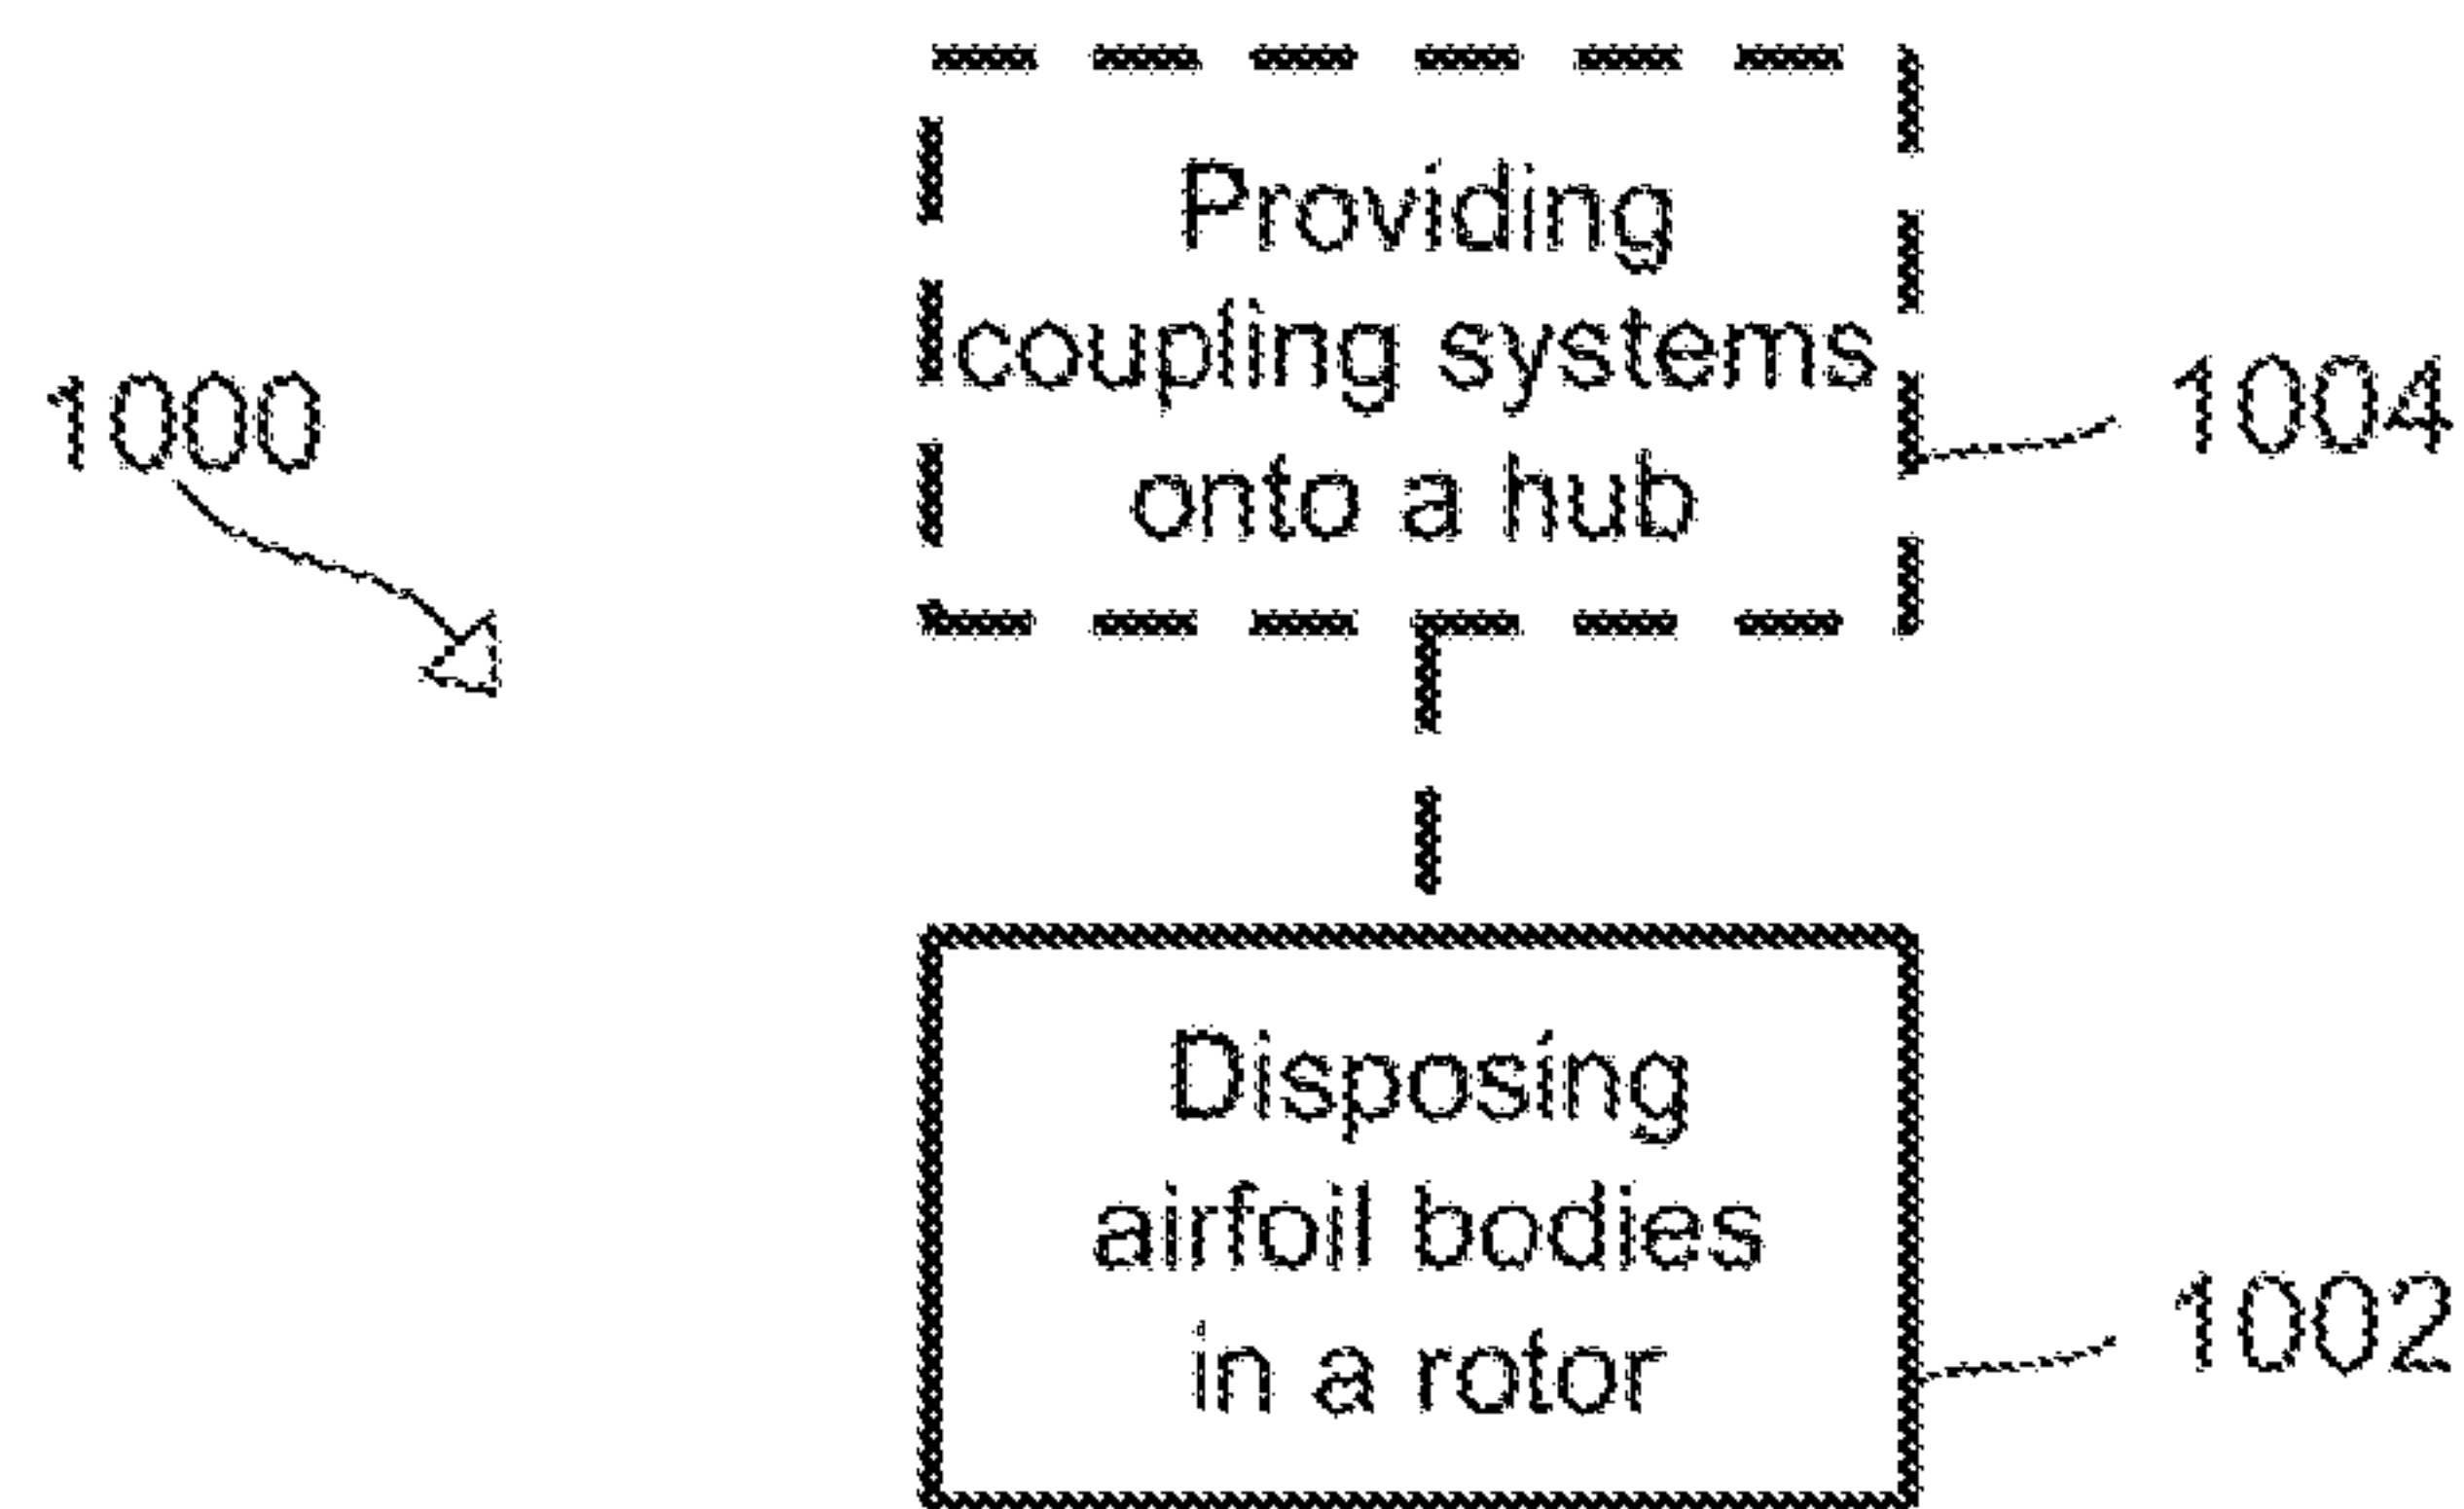 Providing
coupling systems
onto a hub
1000
1004
Disposing
airfoil bodies
in a rotor
1002